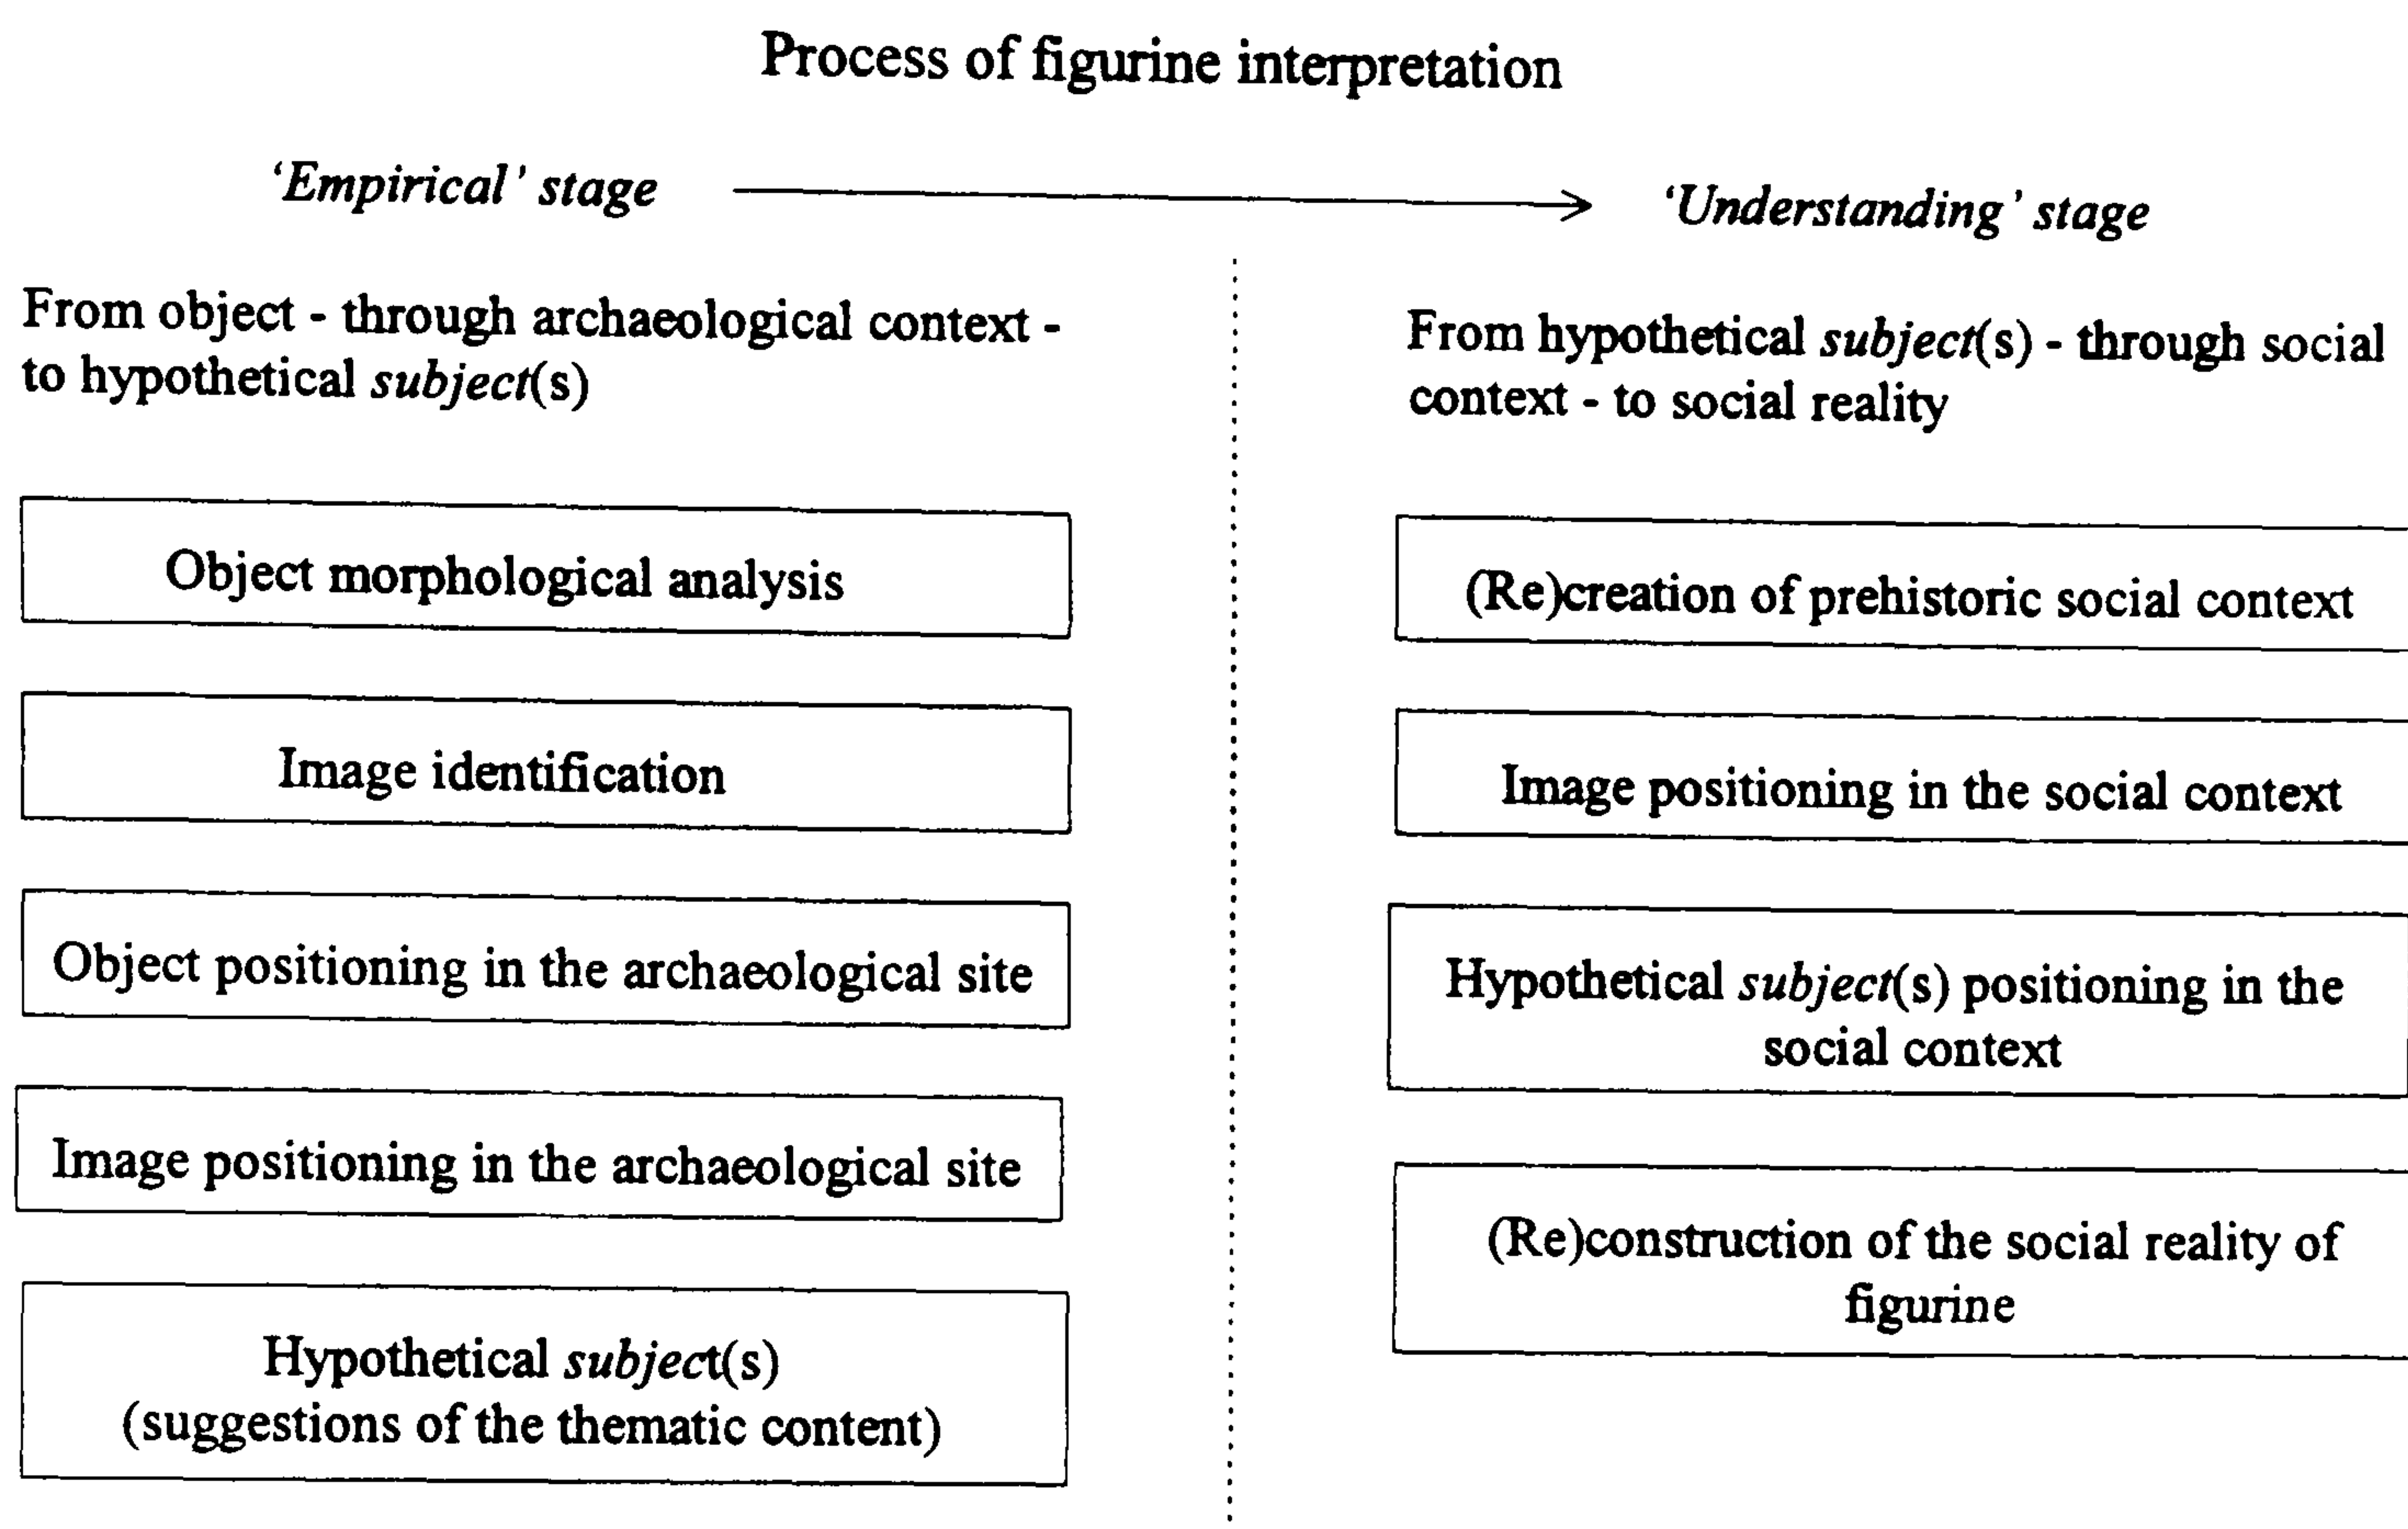 Process of figurine interpretation
‘Empirical’ stage
‘Understanding’ stage
From object - through archaeological context -
to hypothetical subject(s)
Object morphological analysis
Image identification
Object positioning in the archaeological site
Image positioning in the archaeological site
Hypothetical subject(s)
(suggestions of the thematic content)
From hypothetical subject(s) - through social
context - to social reality
(Re)creation of prehistoric social context
Image positioning in the social context
Hypothetical subject(s) positioning in the
social context
(Re)construction of the social reality of
figurine